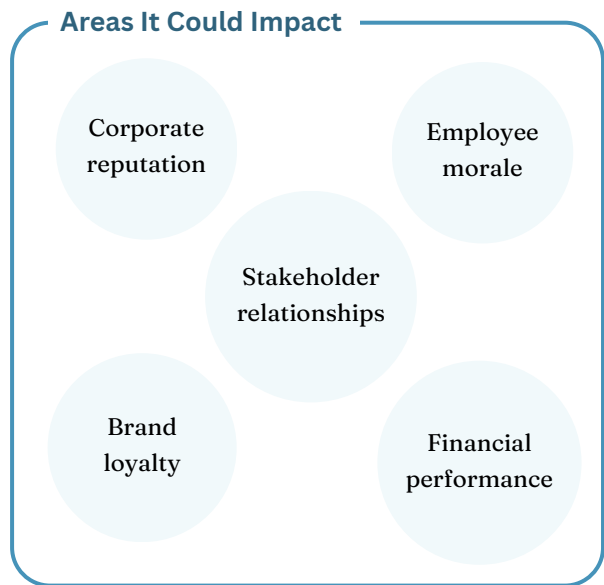 Areas It Could Impact
Corporate
reputation
Employee
morale
Stakeholder
relationships
Brand
loyalty
Financial
performance